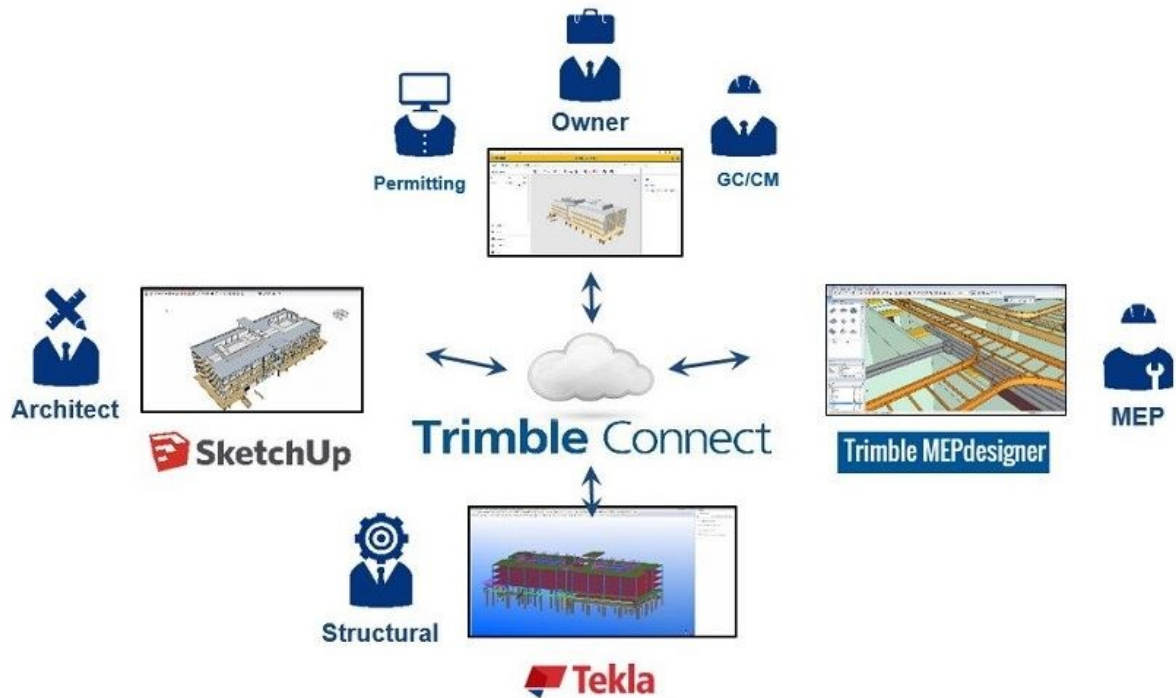 Owner
Permitting
GC/CM
Architect
SketchUp
Trimble Connect
Trimble MEPdesigner
MEP
Structural
Tekla